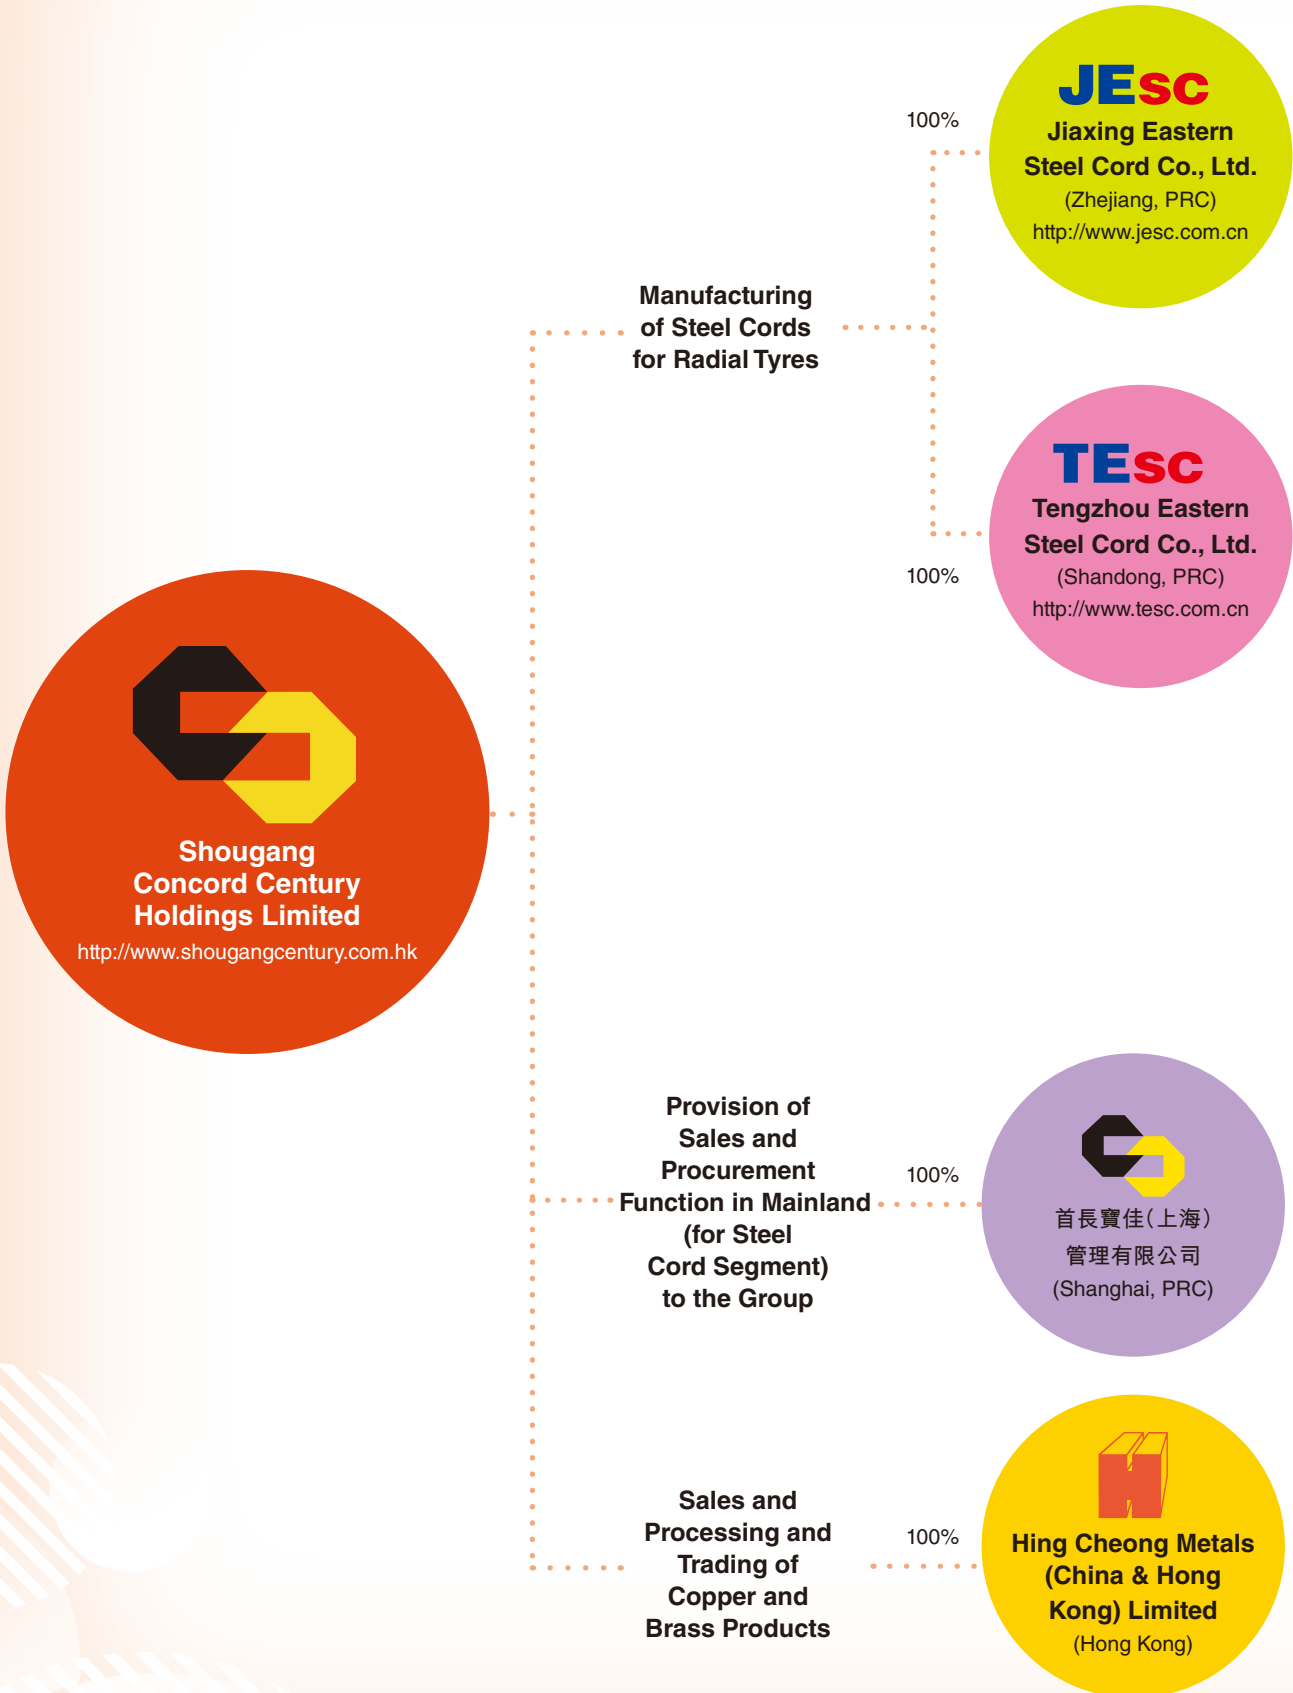 JESC
Jiaxing Eastern
Steel Cord Co., Ltd.
(Zhejiang, PRC)
http://www.jesc.com.cn
100%
Manufacturing
of Steel Cords
for Radial Tyres
TESC
Tengzhou Eastern
Steel Cord Co., Ltd.
(Shandong, PRC)
http://www.tesc.com.cn
100%
Shougang
Concord Century
Holdings Limited
http://www.shougangcentury.com.hk
Provision of
Sales and
Procurement
Function in Mainland
(for Steel
Cord Segment)
to the Group
100%
首長寶佳(上海)
管理有限公司
(Shanghai, PRC)
Sales and
Processing and
Trading of
Copper and
Brass Products
100%
H
Hing Cheong Metals
(China & Hong
Kong) Limited
(Hong Kong)